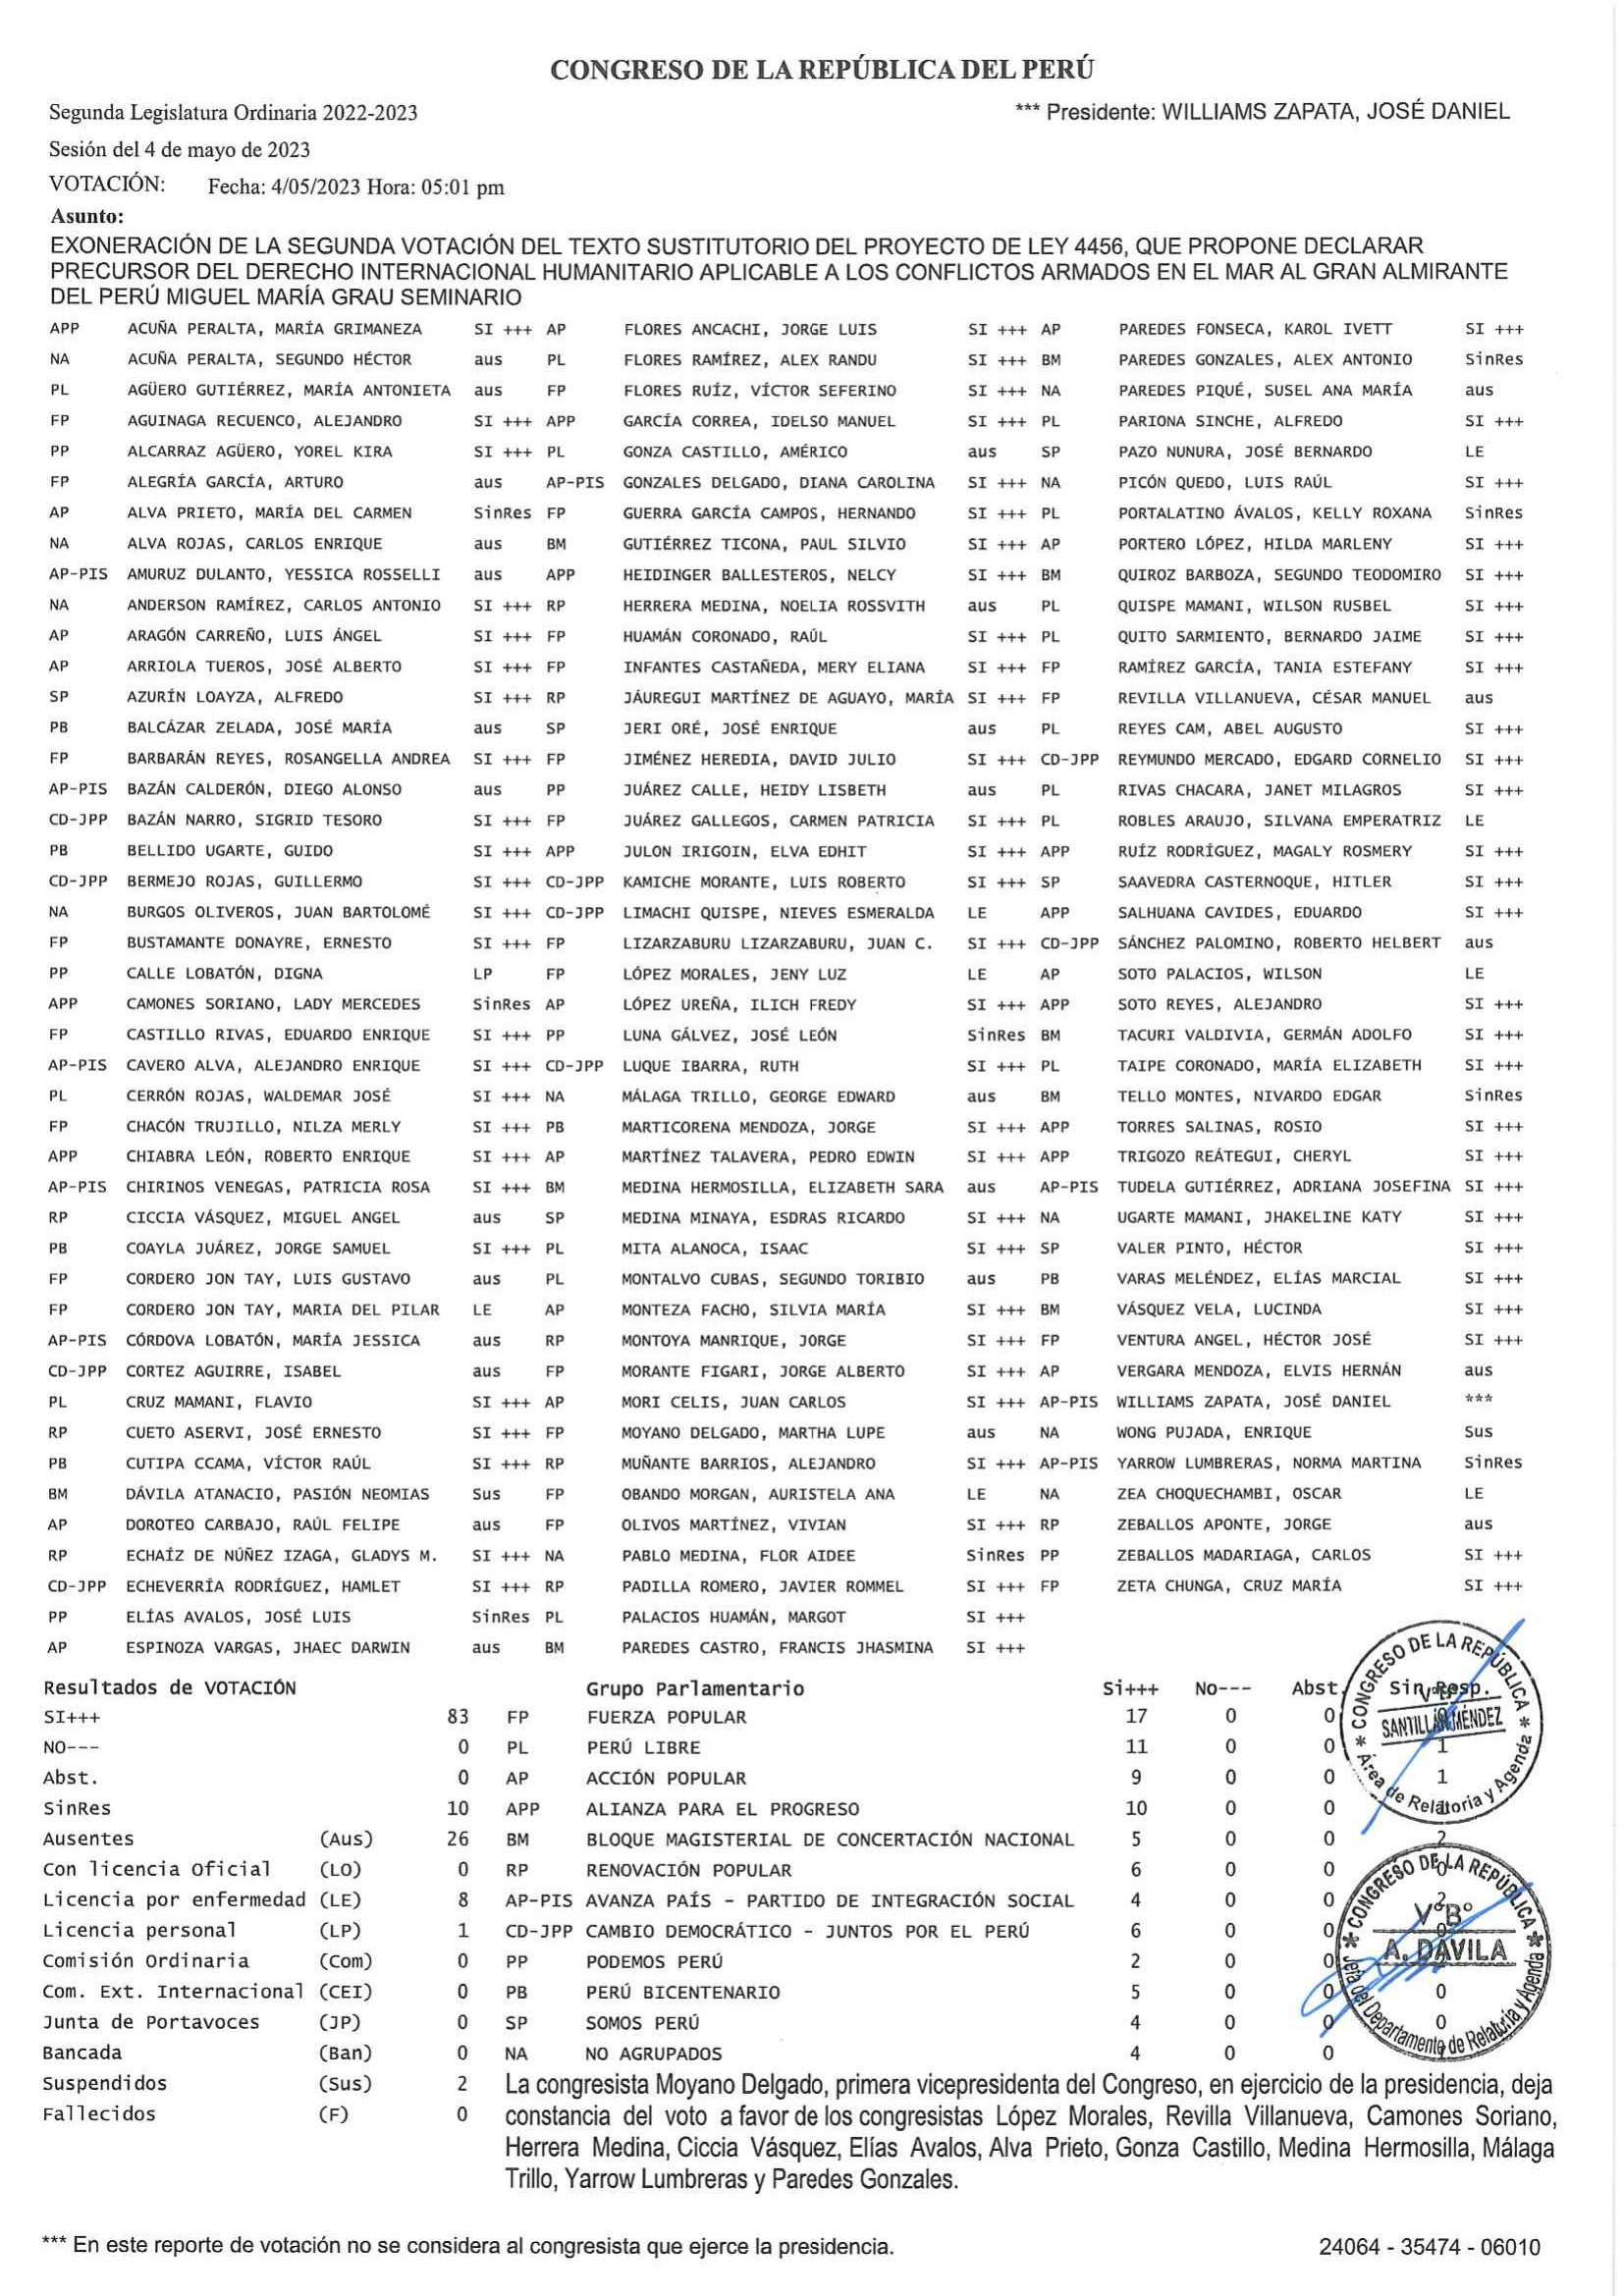 CONGRESO DE LA REPÚBLICA DEL PERÚ
Segunda Legislatura Ordinaria 2022-2023 *** Presidente: WILLIAMS ZAPATA, JOSÉ DANIEL
Sesión del 4 de mayo de 2023
VOTACIÓN: Fecha: 4/05/2023 Hora: 05:01 pm
Asunto:
EXONERACIÓN DE LA SEGUNDA VOTACIÓN DEL TEXTO SUSTITUTORIO DEL PROYECTO DE LEY 4456, QUE PROPONE DECLARAR
PRECURSOR DEL DERECHO INTERNACIONAL HUMANITARIO APLICABLE A LOS CONFLICTOS ARMADOS EN EL MAR AL GRAN ALMIRANTE
DEL PERÚ MIGUEL MARÍA GRAU SEMINARIO
APP ACUÑA PERALTA, MARÍA GRIMANEZA SI +++ AP FLORES ANCACHI, JORGE LUIS SI +++ AP PAREDES FONSECA, KAROL IVETT SI +++
NA ACUÑA PERALTA, SEGUNDO HÉCTOR aus PL FLORES RAMÍREZ, ALEX RANDU SI +++ BM PAREDES GONZALES, ALEX ANTONIO SinRes
PL AGÜERO GUTIÉRREZ, MARÍA ANTONIETA aus FP FLORES RUÍZ, VÍCTOR SEFERINO SI +++ NA PAREDES PIQUÉ, SUSEL ANA MARÍA aus
FP AGUINAGA RECUENCO, ALEJANDRO SI +++ APP GARCÍA CORREA, IDELSO MANUEL SI +++ PL PARIONA SINCHE, ALFREDO SI +++
PP ALCARRAZ AGÜERO, YOREL KIRA SI +++ PL GONZA CASTILLO, AMÉRICO aus SP PAZO NUNURA, JOSÉ BERNARDO LE
FP ALEGRÍA GARCÍA, ARTURO aus AP-PIS GONZALES DELGADO, DIANA CAROLINA SI +++ NA PICÓN QUEDO, LUIS RAÚL SI +++
AP ALVA PRIETO, MARÍA DEL CARMEN SinRes FP GUERRA GARCÍA CAMPOS, HERNANDO SI +++ PL PORTALATINO ÁVALOS, KELLY ROXANA SinRes
NA ALVA ROJAS, CARLOS ENRIQUE aus BM GUTIÉRREZ TICONA, PAUL SILVIO SI +++ AP PORTERO LÓPEZ, HILDA MARLENY SI +++
AP-PIS AMURUZ DULANTO, YESSICA ROSSELLI aus APP HEIDINGER BALLESTEROS, NELCY SI +++ BM QUIROZ BARBOZA, SEGUNDO TEODOMIRO SI +++
NA ANDERSON RAMÍREZ, CARLOS ANTONIO SI +++ RP HERRERA MEDINA, NOELIA ROSSVITH aus PL QUISPE MAMANI, WILSON RUSBEL SI +++
AP ARAGÓN CARREÑO, LUIS ÁNGEL SI +++ FP HUAMÁN CORONADO, RAÚL SI +++ PL QUITO SARMIENTO, BERNARDO JAIME SI +++
AP ARRIOLA TUEROS, JOSÉ ALBERTO SI +++ FP INFANTES CASTAÑEDA, MERY ELIANA SI +++ FP RAMÍREZ GARCÍA, TANIA ESTEFANY SI +++
SP AZURÍN LOAYZA, ALFREDO SI +++ RP JÁUREGUI MARTÍNEZ DE AGUAYO, MARÍA SI +++ FP REVILLA VILLANUEVA, CÉSAR MANUEL aus
PB BALCÁZAR ZELADA, JOSÉ MARÍA aus SP JERI ORÉ, JOSÉ ENRIQUE aus PL REYES CAM, ABEL AUGUSTO SI +++
FP BARBARÁN REYES, ROSANGELLA ANDREA SI +++ FP JIMÉNEZ HEREDIA, DAVID JULIO SI +++ CD-JPP REYMUNDO MERCADO, EDGARD CORNELIO SI +++
AP-PIS BAZÁN CALDERÓN, DIEGO ALONSO aus PP JUÁREZ CALLE, HEIDY LISBETH aus PL RIVAS CHACARA, JANET MILAGROS SI +++
CD-JPP BAZÁN NARRO, SIGRID TESORO SI +++ FP JUÁREZ GALLEGOS, CARMEN PATRICIA SI +++ PL ROBLES ARAUJO, SILVANA EMPERATRIZ LE
PB BELLIDO UGARTE, GUIDO SI +++ APP JULON IRIGOIN, ELVA EDHIT SI +++ APP RUÍZ RODRÍGUEZ, MAGALY ROSMERY SI +++
CD-JPP BERMEJO ROJAS, GUILLERMO SI +++ CD-JPP KAMICHE MORANTE, LUIS ROBERTO SI +++ SP SAAVEDRA CASTERNOQUE, HITLER SI +++
NA BURGOS OLIVEROS, JUAN BARTOLOMÉ SI +++ CD-JPP LIMACHI QUISPE, NIEVES ESMERALDA LE APP SALHUANA CAVIDES, EDUARDO SI +++
FP BUSTAMANTE DONAYRE, ERNESTO SI +++ FP LIZARZABURU LIZARZABURU, JUAN C. SI +++ CD-JPP SÁNCHEZ PALOMINO, ROBERTO HELBERT aus
PP CALLE LOBATÓN, DIGNA LP FP LÓPEZ MORALES, JENY LUZ LE AP SOTO PALACIOS, WILSON LE
APP CAMONES SORIANO, LADY MERCEDES SinRes AP LÓPEZ UREÑA, ILICH FREDY SI +++ APP SOTO REYES, ALEJANDRO SI +++
FP CASTILLO RIVAS, EDUARDO ENRIQUE SI +++ PP LUNA GÁLVEZ, JOSÉ LEÓN SinRes BM TACURI VALDIVIA, GERMÁN ADOLFO SI +++
AP-PIS CAVERO ALVA, ALEJANDRO ENRIQUE SI +++ CD-JPP LUQUE IBARRA, RUTH SI +++ PL TAIPE CORONADO, MARÍA ELIZABETH SI +++
PL CERRÓN ROJAS, WALDEMAR JOSÉ SI +++ NA MÁLAGA TRILLO, GEORGE EDWARD aus BM TELLO MONTES, NIVARDO EDGAR SinRes
FP CHACÓN TRUJILLO, NILZA MERLY SI +++ PB MARTICORENA MENDOZA, JORGE SI +++ APP TORRES SALINAS, ROSIO SI +++
APP CHIABRA LEÓN, ROBERTO ENRIQUE SI +++ AP MARTÍNEZ TALAVERA, PEDRO EDWIN SI +++ APP TRIGOZO REÁTEGUI, CHERYL SI +++
AP-PIS CHIRINOS VENEGAS, PATRICIA ROSA SI +++ BM MEDINA HERMOSILLA, ELIZABETH SARA aus AP-PIS TUDELA GUTIÉRREZ, ADRIANA JOSEFINA SI +++
RP CICCIA VÁSQUEZ, MIGUEL ANGEL aus SP MEDINA MINAYA, ESDRAS RICARDO SI +++ NA UGARTE MAMANI, JHAKELINE KATY SI +++
PB COAYLA JUÁREZ, JORGE SAMUEL SI +++ PL MITA ALANOCA, ISAAC SI +++ SP VALER PINTO, HÉCTOR SI +++
FP CORDERO JON TAY, LUIS GUSTAVO aus PL MONTALVO CUBAS, SEGUNDO TORIBIO aus PB VARAS MELÉNDEZ, ELÍAS MARCIAL SI +++
FP CORDERO JON TAY, MARIA DEL PILAR LE AP MONTEZA FACHO, SILVIA MARÍA SI +++ BM VÁSQUEZ VELA, LUCINDA SI +++
AP-PIS CÓRDOVA LOBATÓN, MARÍA JESSICA aus RP MONTOYA MANRIQUE, JORGE SI +++ FP VENTURA ANGEL, HÉCTOR JOSÉ SI +++
CD-JPP CORTEZ AGUIRRE, ISABEL aus FP MORANTE FIGARI, JORGE ALBERTO SI +++ AP VERGARA MENDOZA, ELVIS HERNÁN aus
PL CRUZ MAMANI, FLAVIO SI +++ AP MORI CELIS, JUAN CARLOS SI +++ AP-PIS WILLIAMS ZAPATA, JOSÉ DANIEL ***
RP CUETO ASERVI, JOSÉ ERNESTO SI +++ FP MOYANO DELGADO, MARTHA LUPE aus NA WONG PUJADA, ENRIQUE Sus
PB CUTIPA CCAMA, VÍCTOR RAÚL SI +++ RP MUÑANTE BARRIOS, ALEJANDRO SI +++ AP-PIS YARROW LUMBRERAS, NORMA MARTINA SinRes
BM DÁVILA ATANACIO, PASIÓN NEOMIAS Sus FP OBANDO MORGAN, AURISTELA ANA LE NA ZEA CHOQUECHAMBI, OSCAR LE
AP DOROTEO CARBAJO, RAÚL FELIPE aus FP OLIVOS MARTÍNEZ, VIVIAN SI +++ RP ZEBALLOS APONTE, JORGE aus
RP ECHAÍZ DE NÚÑEZ IZAGA, GLADYS M. SI +++ NA PABLO MEDINA, FLOR AIDEE SinRes PP ZEBALLOS MADARIAGA, CARLOS SI +++
CD-JPP ECHEVERRÍA RODRÍGUEZ, HAMLET SI +++ RP PADILLA ROMERO, JAVIER ROMMEL SI +++ FP ZETA CHUNGA, CRUZ MARÍA SI +++
PP ELÍAS AVALOS, JOSÉ LUIS SinRes PL PALACIOS HUAMÁN, MARGOT SI +++
AP ESPINOZA VARGAS, JHAEC DARWIN aus BM PAREDES CASTRO, FRANCIS JHASMINA SI +++
Resultados de VOTACIÓN Grupo Parlamentario Si+++ No--- Abst. Sin Resp.
SI+++ 83 FP FUERZA POPULAR 17 0 0
NO--- 0 PL PERÚ LIBRE 11 0 0 1
Abst. 0 AP ACCIÓN POPULAR 9 0 0 1
SinRes 10 APP ALIANZA PARA EL PROGRESO 10 0 0
Ausentes (Aus) 26 BM BLOQUE MAGISTERIAL DE CONCERTACIÓN NACIONAL 5 0 0 2
Con licencia Oficial (LO) 0 RP RENOVACIÓN POPULAR 6 0 0 0
Licencia por enfermedad (LE) 8 AP-PIS AVANZA PAÍS - PARTIDO DE INTEGRACIÓN SOCIAL 4 0 0 2
Licencia personal (LP) 1 CD-JPP CAMBIO DEMOCRÁTICO - JUNTOS POR EL PERÚ 6 0 0 0
Comisión Ordinaria (Com) 0 PP PODEMOS PERÚ 2 0 0
Com. Ext. Internacional (CEI) 0 PB PERÚ BICENTENARIO 5 0 0 0
Junta de Portavoces (JP) 0 SP SOMOS PERÚ 4 0 0 0
Bancada (Ban) 0 NA NO AGRUPADOS 4 0 0 1
Suspendidos (Sus) 2
Fallecidos (F) 0
CONGRESO DE LA REPÚBLICA
V°B°
SANTILLÁN MÉNDEZ
Área de Relatoria y Agenda
CONGRESO DE LA REPÚBLICA
V°B°
A. DAVILA
Jefa del Departamento de Relatoria y Agenda
La congresista Moyano Delgado, primera vicepresidenta del Congreso, en ejercicio de la presidencia, deja
constancia del voto a favor de los congresistas López Morales, Revilla Villanueva, Camones Soriano,
Herrera Medina, Ciccia Vásquez, Elías Avalos, Alva Prieto, Gonza Castillo, Medina Hermosilla, Málaga
Trillo, Yarrow Lumbreras y Paredes Gonzales.
*** En este reporte de votación no se considera al congresista que ejerce la presidencia. 24064 - 35474 - 06010